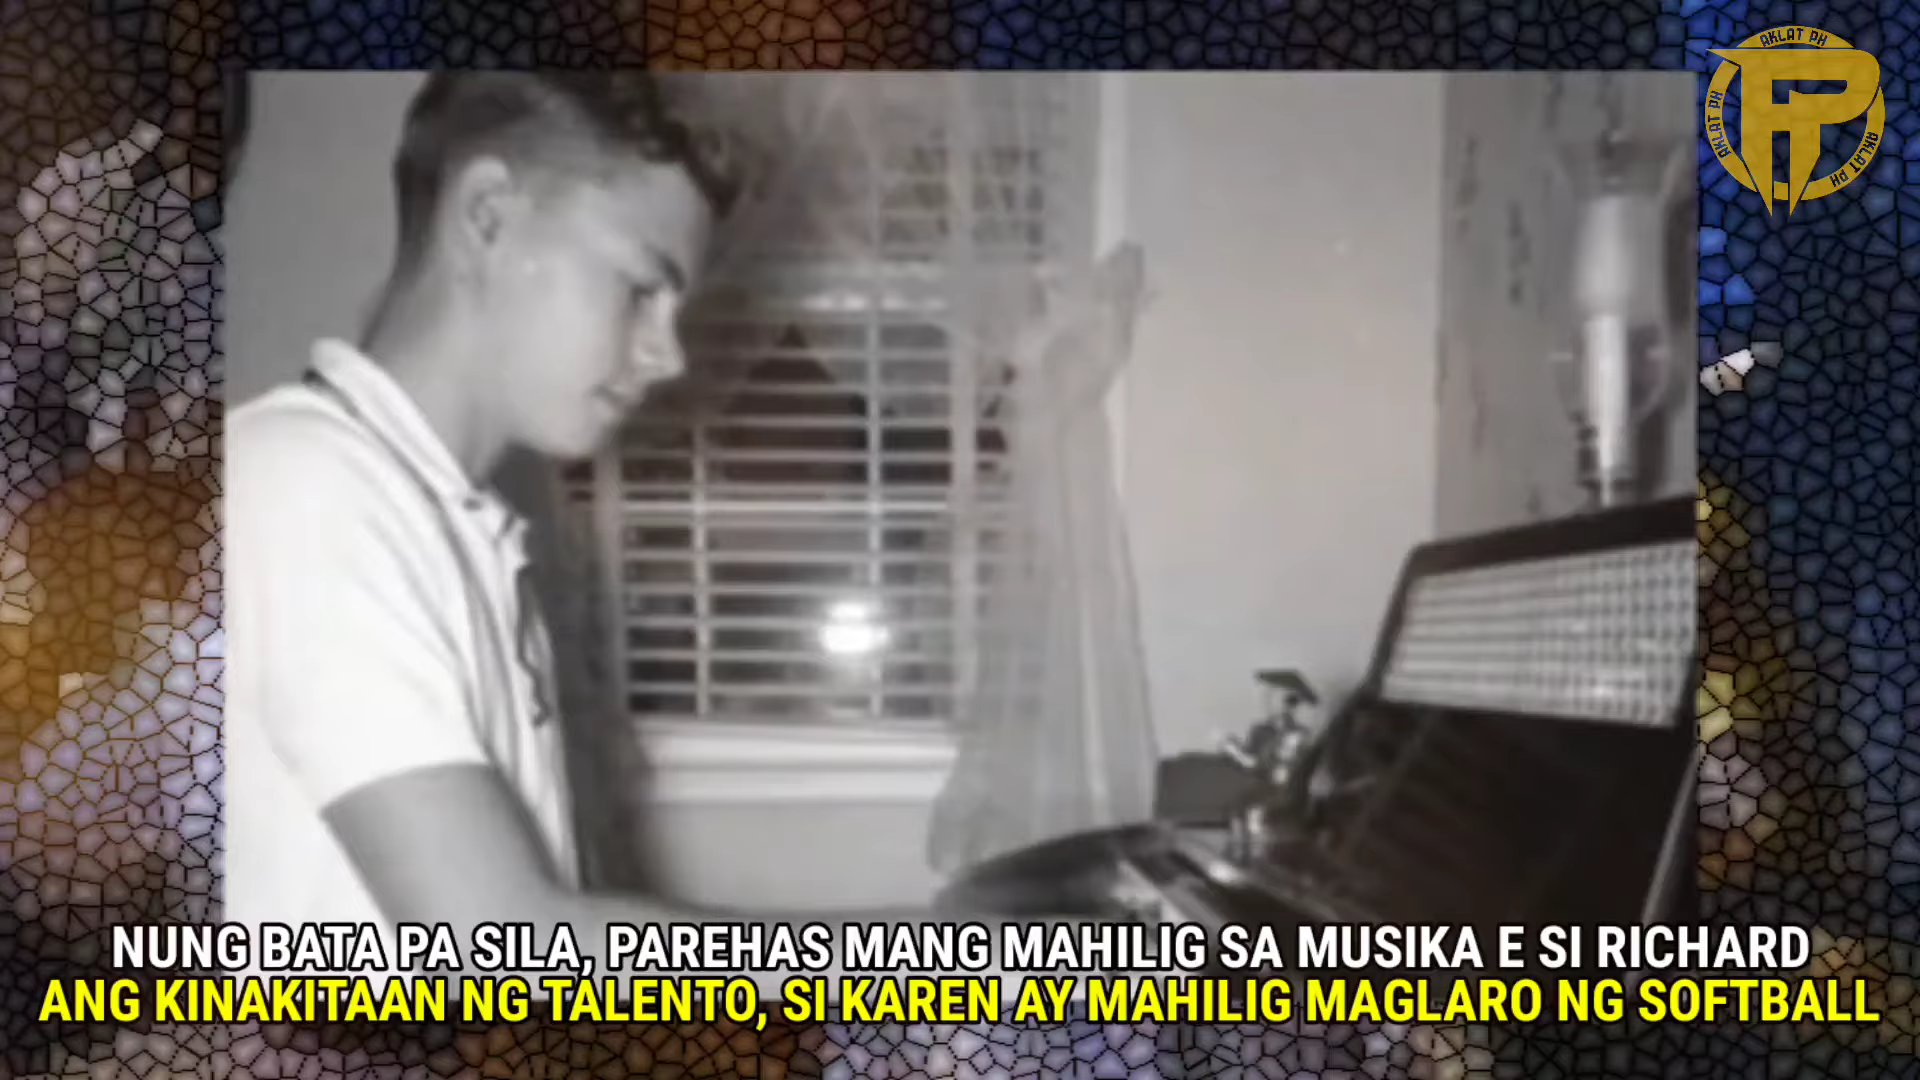 AKLAT PH
AKLAT PH
AKLAT PH
NUNG BATA PA SILA, PAREHAS MANG MAHILIG SA MUSIKA E SI RICHARD
ANG KINAKITAAN NG TALENTO, SI KAREN AY MAHILIG MAGLARO NG SOFTBALL